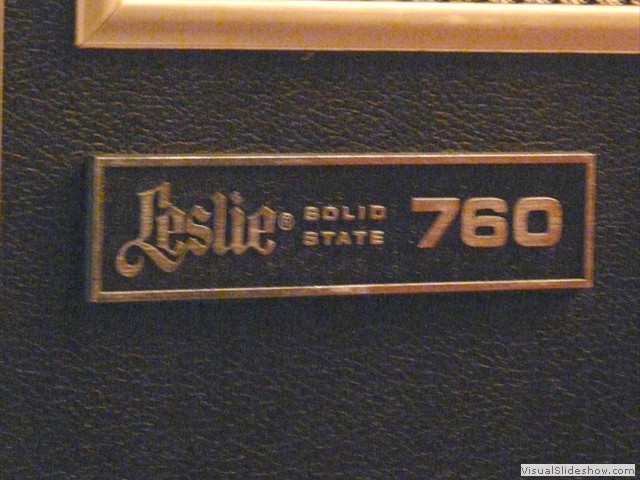 Leslie® SOLID STATE 760
VisualSlideshow.com